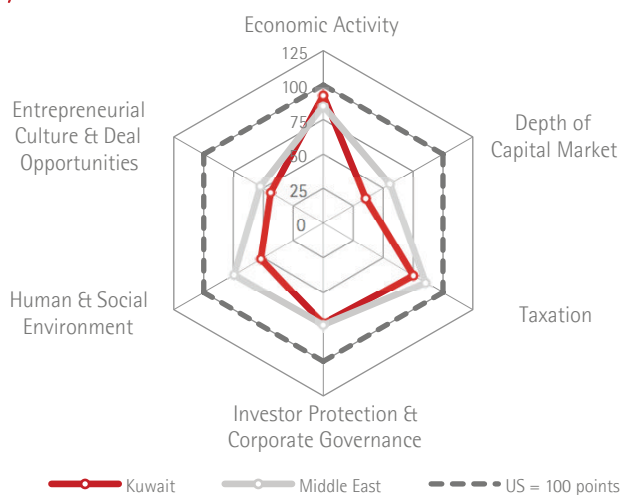 Economic Activity
125
100
75
50
25
0
Entrepreneurial
Culture & Deal
Opportunities
Depth of
Capital Market
Human & Social
Environment
Taxation
Investor Protection &
Corporate Governance
Kuwait
Middle East
US = 100 points